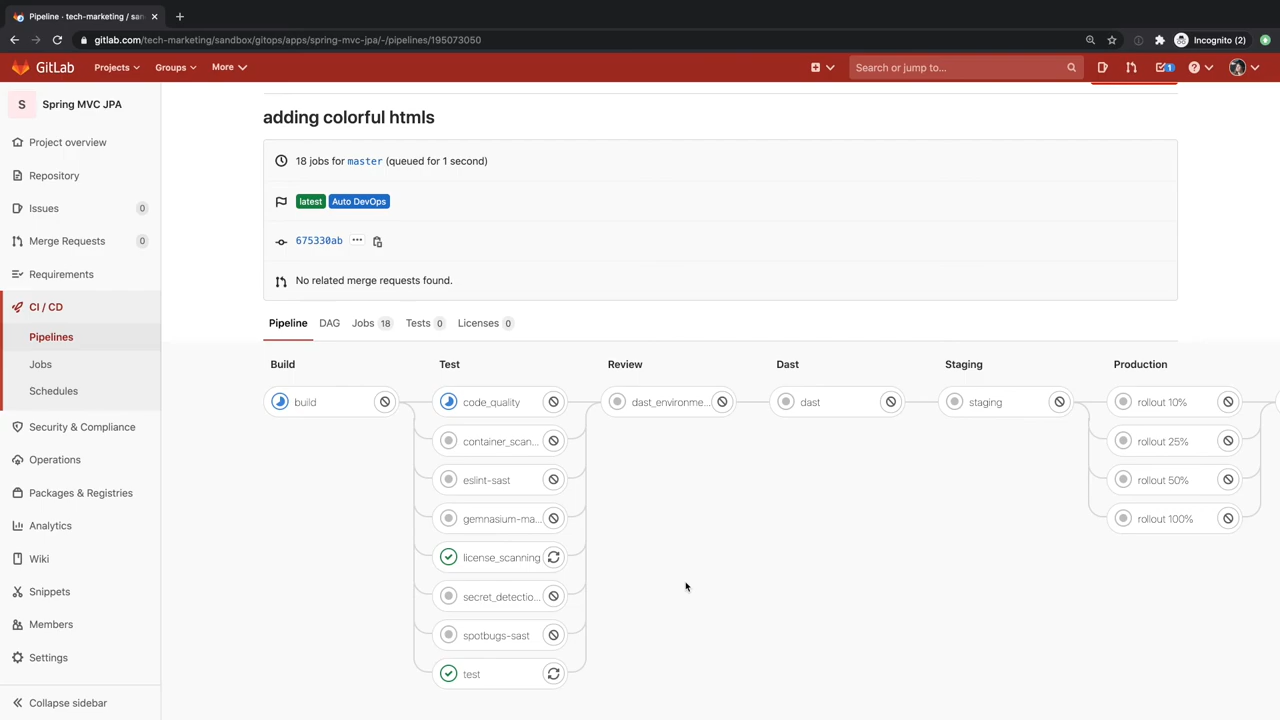 Pipeline · tech-marketing / san
gitlab.com/tech-marketing/sandbox/gitops/apps/spring-mvc-jpa/-/pipelines/195073050
Incognito (2)
GitLab
Projects
Groups
More
Search or jump to...
1
S
Spring MVC JPA
Project overview
Repository
Issues
0
Merge Requests
0
Requirements
CI / CD
Pipelines
Jobs
Schedules
Security & Compliance
Operations
Packages & Registries
Analytics
Wiki
Snippets
Members
Settings
Collapse sidebar
adding colorful htmls
18 jobs for master (queued for 1 second)
latest Auto DevOps
675330ab
No related merge requests found.
Pipeline DAG Jobs 18 Tests 0 Licenses 0
Build Test Review Dast Staging Production
build code_quality dast_environme... dast staging rollout 10%
container_scan... rollout 25%
eslint-sast rollout 50%
gemnasium-ma... rollout 100%
license_scanning
secret_detectio...
spotbugs-sast
test